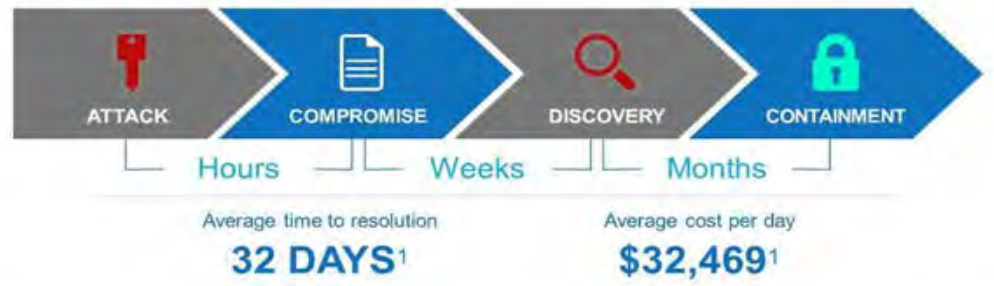 ATTACK COMPROMISE DISCOVERY CONTAINMENT
Hours Weeks Months
Average time to resolution Average cost per day
32 DAYS¹ $32,469¹